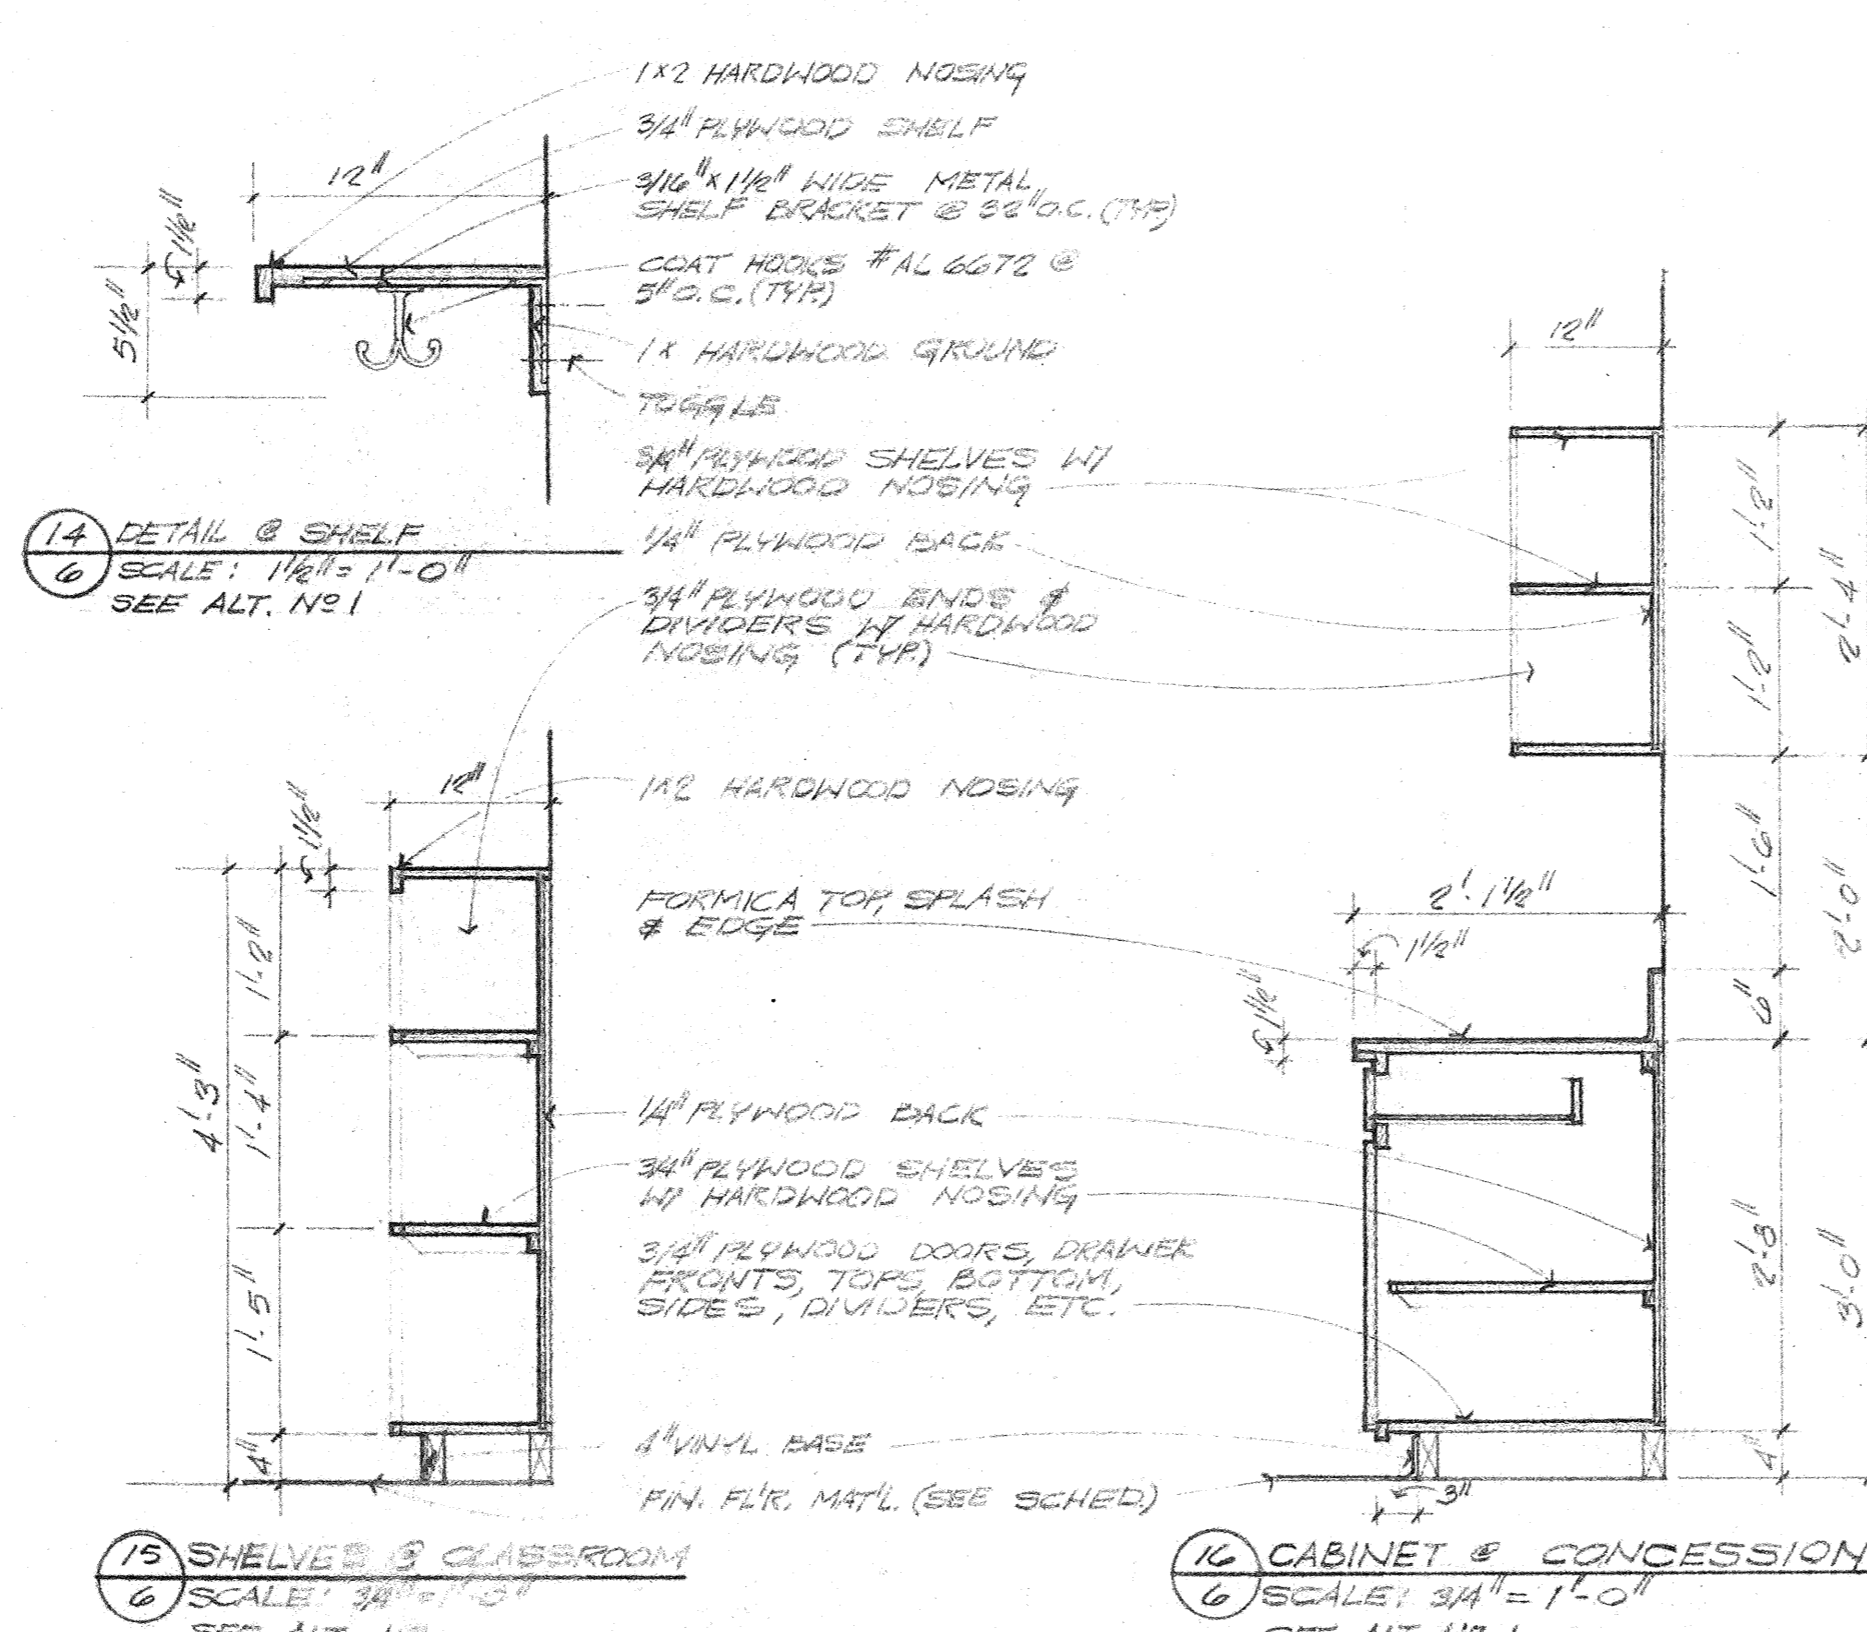 1x2 HARDWOOD NOSING
3/4" PLYWOOD SHELF
3/16" x 1 1/2" WIDE METAL
SHELF BRACKET @ 32" O.C. (TYP.)
COAT HOOKS #AL 6672 @
5" O.C. (TYP.)
1x HARDWOOD GROUND
TOGGLE
12"
1 1/2"
5 1/2"
14
6
DETAIL @ SHELF
SCALE: 1 1/2" = 1'-0"
SEE ALT. Nº 1
3/4" PLYWOOD SHELVES W/
HARDWOOD NOSING
1/4" PLYWOOD BACK
3/4" PLYWOOD ENDS &
DIVIDERS W/ HARDWOOD
NOSING (TYP.)
1x2 HARDWOOD NOSING
FORMICA TOP, SPLASH
& EDGE
1/4" PLYWOOD BACK
3/4" PLYWOOD SHELVES
W/ HARDWOOD NOSING
3/4" PLYWOOD DOORS, DRAWER
FRONTS, TOPS, BOTTOM,
SIDES, DIVIDERS, ETC.
4" VINYL BASE
FIN. FL'R. MAT'L. (SEE SCHED.)
12"
1 1/2"
1'-2"
1'-4"
4'-3"
1'-5"
4"
15
6
SHELVES @ CLASSROOM
SCALE: 3/4" = 1'-0"
SEE ALT.
12"
1'-2"
1'-2"
2'-4"
1'-6"
2'-0"
2'-1 1/2"
1 1/2"
1 1/2"
6"
2'-8"
3'-0"
4"
3"
16
6
CABINET @ CONCESSION
SCALE: 3/4" = 1'-0"
SEE ALT. Nº 1